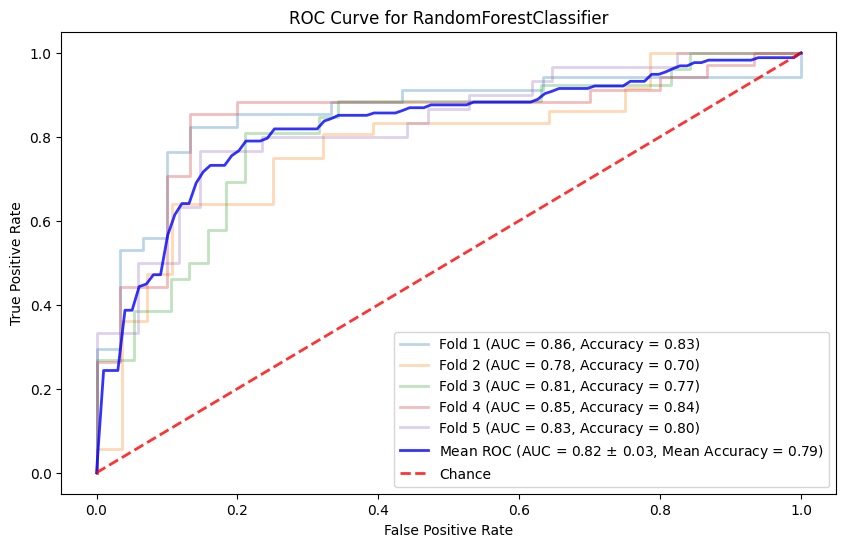 ROC Curve for RandomForestClassifier
1.0
0.8
0.6
0.4
0.2
0.0
True Positive Rate
Fold 1 (AUC = 0.86, Accuracy = 0.83)
Fold 2 (AUC = 0.78, Accuracy = 0.70)
Fold 3 (AUC = 0.81, Accuracy = 0.77)
Fold 4 (AUC = 0.85, Accuracy = 0.84)
Fold 5 (AUC = 0.83, Accuracy = 0.80)
Mean ROC (AUC = 0.82 ± 0.03, Mean Accuracy = 0.79)
Chance
0.0 0.2 0.4 0.6 0.8 1.0
False Positive Rate